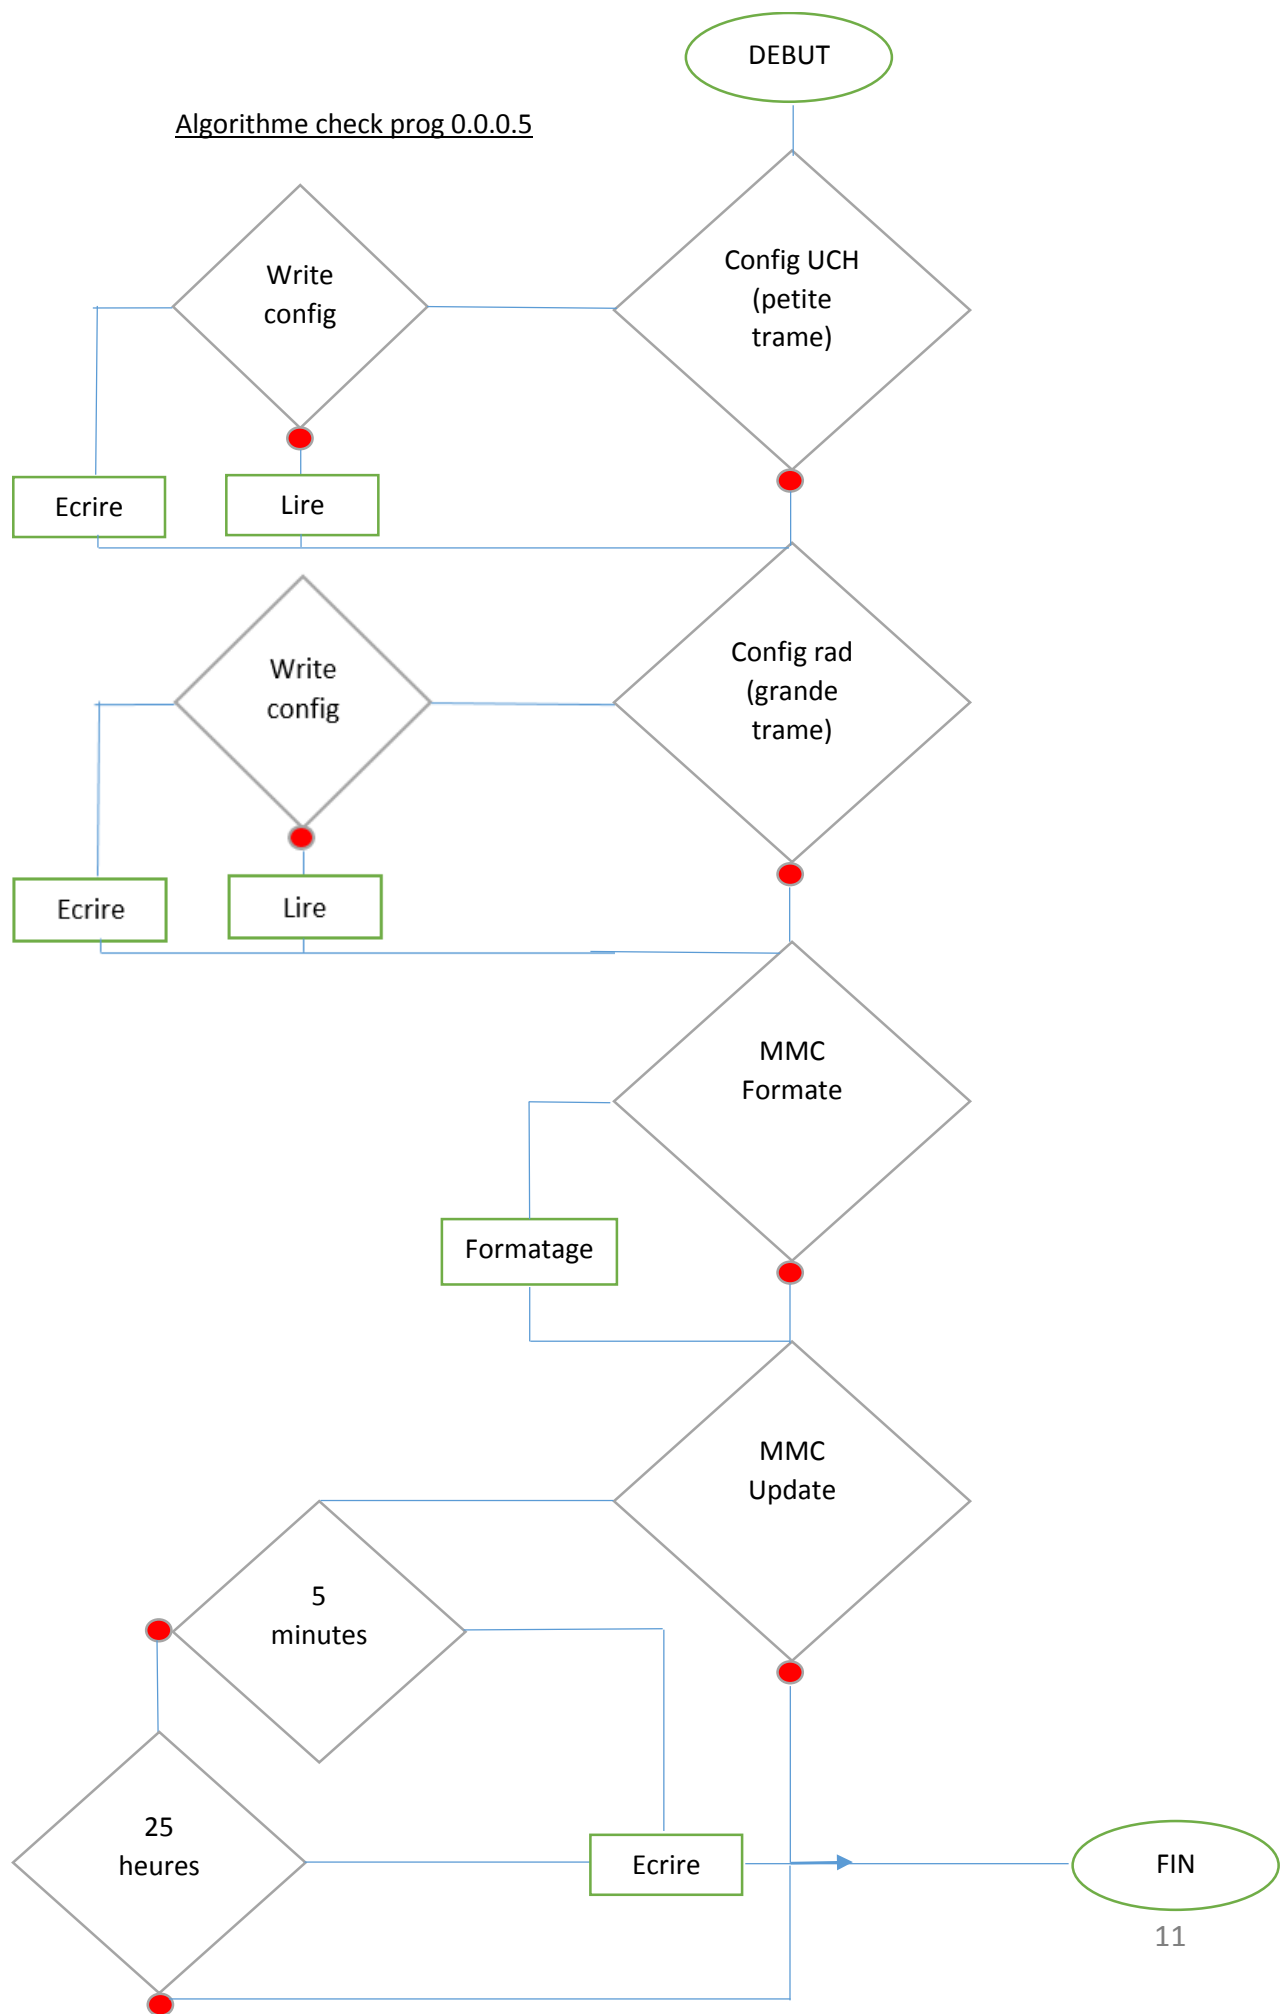 DEBUT
Algorithme check prog 0.0.0.5
Config UCH
(petite
trame)
Write
config
Ecrire
Lire
Config rad
(grande
trame)
Write
config
Ecrire
Lire
MMC
Formate
Formatage
MMC
Update
5
minutes
25
heures
Ecrire
FIN
11